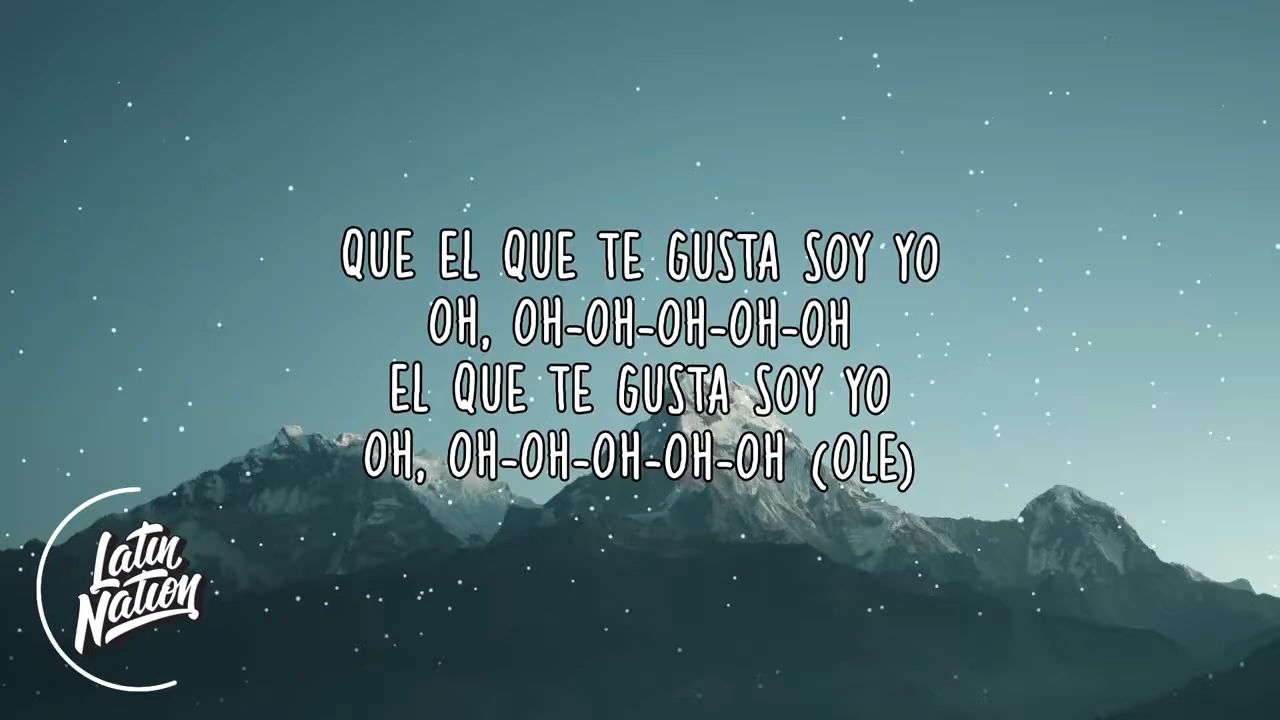 QUE EL QUE TE GUSTA SOY YO
OH, OH-OH-OH-OH-OH
EL QUE TE GUSTA SOY YO
OH, OH-OH-OH-OH-OH (OLE)
Latin
Nation